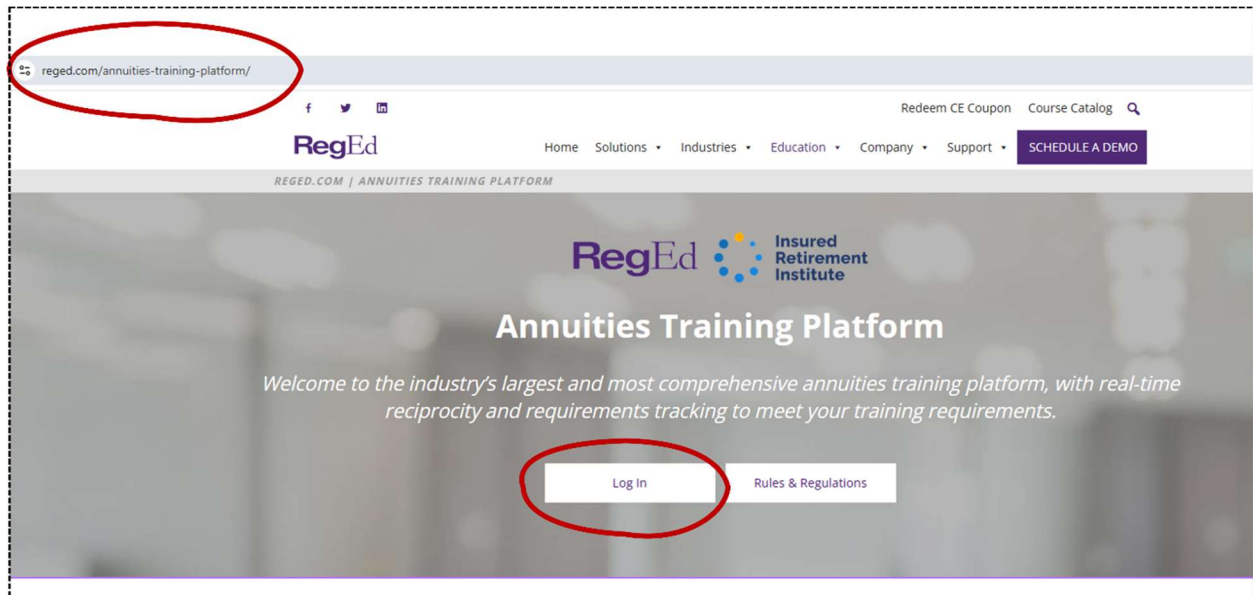 reged.com/annuities-training-platform/
Redeem CE Coupon Course Catalog
RegEd
Home Solutions Industries Education Company Support SCHEDULE A DEMO
REGED.COM | ANNUITIES TRAINING PLATFORM
RegEd Insured
Retirement
Institute
Annuities Training Platform
Welcome to the industry’s largest and most comprehensive annuities training platform, with real-time
reciprocity and requirements tracking to meet your training requirements.
Log In Rules & Regulations